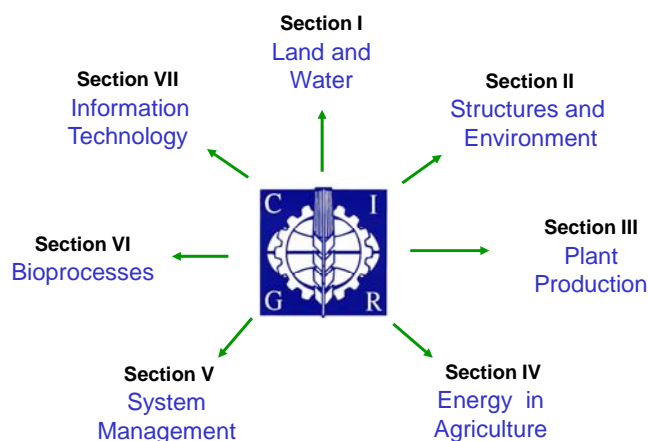 Section I
Land and
Water
Section II
Structures and
Environment
Section III
Plant
Production
Section IV
Energy in
Agriculture
Section V
System
Management
Section VI
Bioprocesses
Section VII
Information
Technology
C I
G R